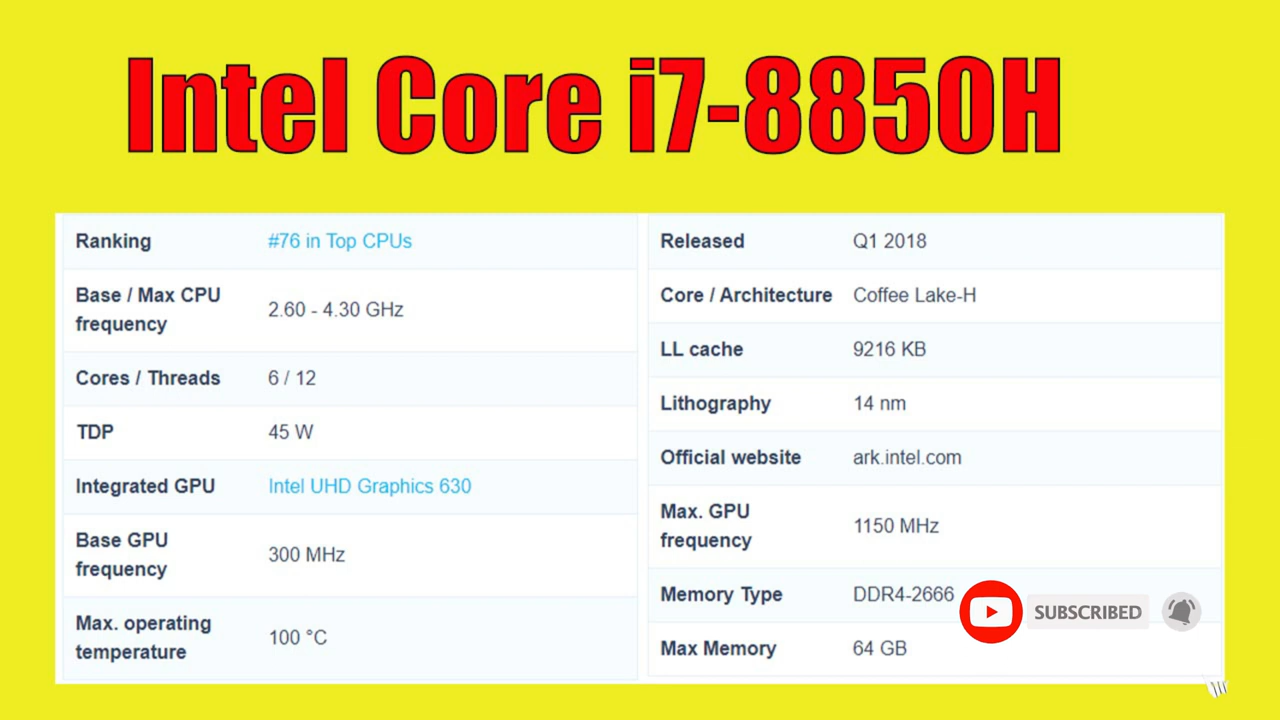 Intel Core i7-8850H
Ranking #76 in Top CPUs
Base / Max CPU
frequency
2.60 - 4.30 GHz
Cores / Threads 6 / 12
TDP 45 W
Integrated GPU Intel UHD Graphics 630
Base GPU
frequency
300 MHz
Max. operating
temperature
100 °C
Released Q1 2018
Core / Architecture Coffee Lake-H
LL cache 9216 KB
Lithography 14 nm
Official website ark.intel.com
Max. GPU
frequency
1150 MHz
Memory Type DDR4-2666
SUBSCRIBED
Max Memory 64 GB